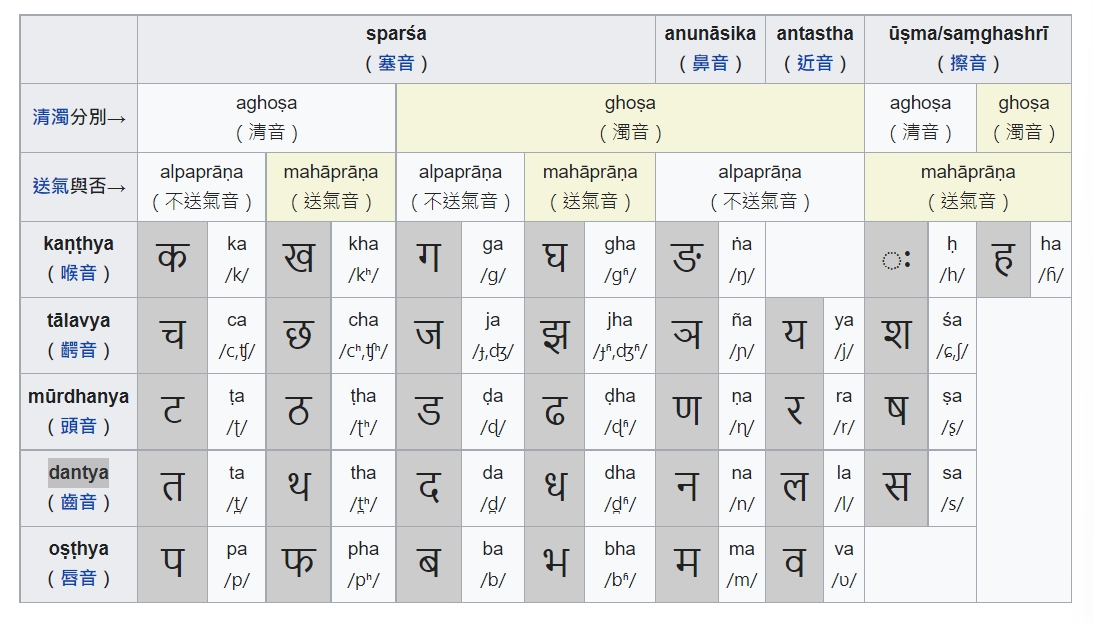 sparśa anunāsika antastha ūṣma/saṃghashrī
（塞音） （鼻音） （近音） （擦音）
清濁分別→ aghoṣa ghoṣa aghoṣa ghoṣa
（清音） （濁音） （清音） （濁音）
送氣與否→ alpaprāṇa mahāprāṇa alpaprāṇa mahāprāṇa alpaprāṇa mahāprāṇa
（不送氣音） （送氣音） （不送氣音） （送氣音） （不送氣音） （送氣音）
kaṇṭhya क ka ख kha ग ga घ gha ङ ṅa ः ḥ ह ha
（喉音） /k/ /kʰ/ /g/ /gʱ/ /ŋ/ /h/ /ɦ/
tālavya च ca छ cha ज ja झ jha ञ ña य ya श śa
（齶音） /c,ʧ/ /cʰ,ʧʰ/ /ɟ,ʤ/ /ɟʱ,ʤʱ/ /ɲ/ /j/ /ɕ,ʃ/
mūrdhanya ट ṭa ठ ṭha ड ḍa ढ ḍha ण ṇa र ra ष ṣa
（頭音） /ʈ/ /ʈʰ/ /ɖ/ /ɖʱ/ /ɳ/ /r/ /ʂ/
dantya त ta थ tha द da ध dha न na ल la स sa
（齒音） /t̪/ /t̪ʰ/ /d̪/ /d̪ʱ/ /n/ /l/ /s/
oṣṭhya प pa फ pha ब ba भ bha म ma व va
（唇音） /p/ /pʰ/ /b/ /bʱ/ /m/ /ʋ/